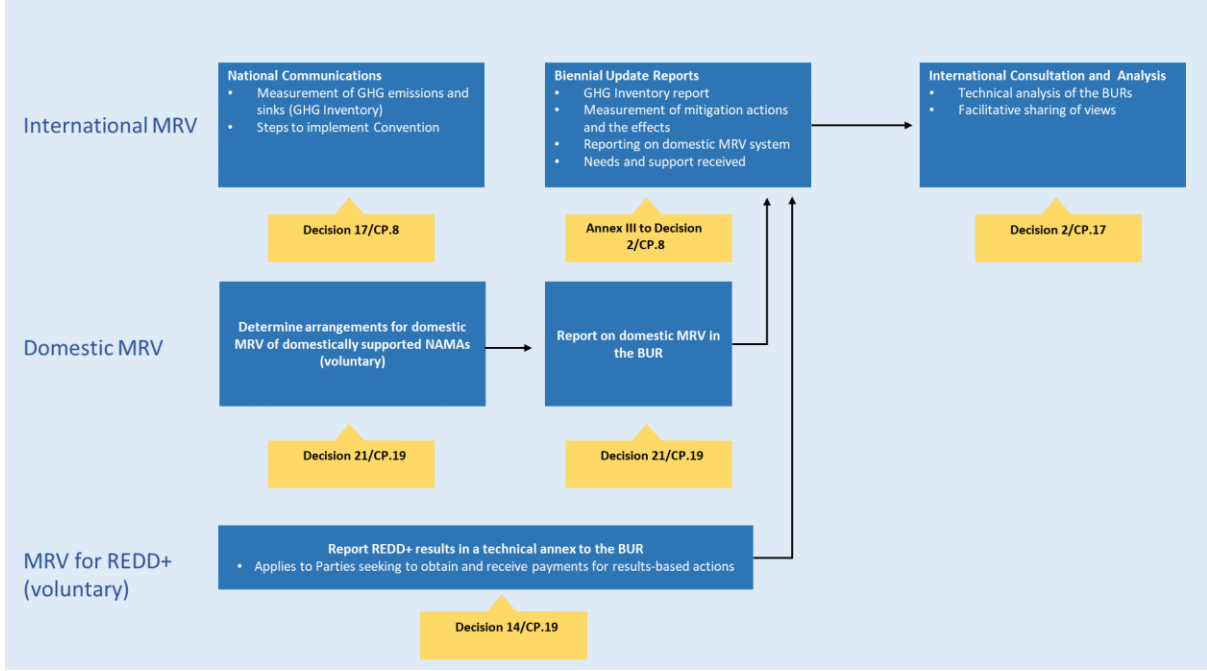 International MRV
National Communications
• Measurement of GHG emissions and
sinks (GHG Inventory)
• Steps to implement Convention
Biennial Update Reports
• GHG Inventory report
• Measurement of mitigation actions
and the effects
• Reporting on domestic MRV system
• Needs and support received
International Consultation and Analysis
• Technical analysis of the BURs
• Facilitative sharing of views
Decision 17/CP.8
Annex III to Decision
2/CP.8
Decision 2/CP.17
Domestic MRV
Determine arrangements for domestic
MRV of domestically supported NAMAs
(voluntary)
Report on domestic MRV in
the BUR
Decision 21/CP.19
Decision 21/CP.19
MRV for REDD+
(voluntary)
Report REDD+ results in a technical annex to the BUR
• Applies to Parties seeking to obtain and receive payments for results-based actions
Decision 14/CP.19